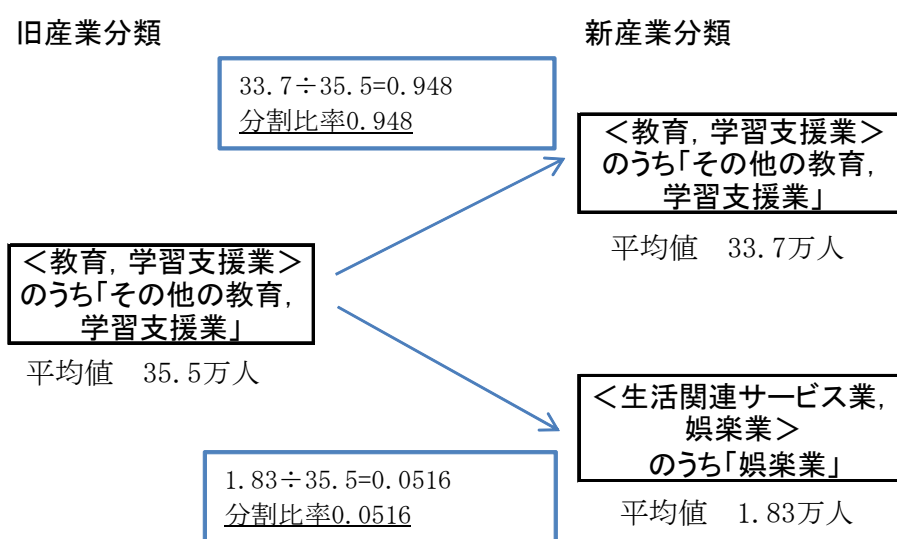 旧産業分類
新産業分類
33.7÷35.5=0.948
分割比率0.948
＜教育，学習支援業＞
のうち「その他の教育，
学習支援業」
平均値　33.7万人
＜教育，学習支援業＞
のうち「その他の教育，
学習支援業」
平均値　35.5万人
＜生活関連サービス業，
娯楽業＞
のうち「娯楽業」
平均値　1.83万人
1.83÷35.5=0.0516
分割比率0.0516